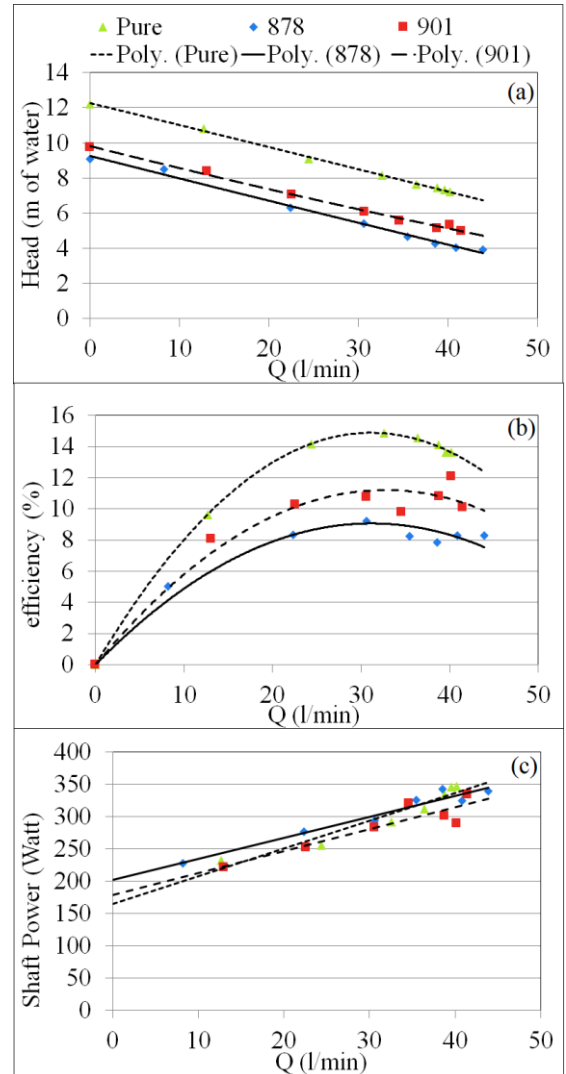 Pure 878 901
Poly. (Pure) Poly. (878) Poly. (901)
(a)
14
12
10
8
6
4
2
0
Head (m of water)
0 10 20 30 40 50
Q (l/min)
(b)
16
14
12
10
8
6
4
2
0
efficiency (%)
0 10 20 30 40 50
Q (l/min)
(c)
400
350
300
250
200
150
100
50
0
Shaft Power (Watt)
0 10 20 30 40 50
Q (l/min)